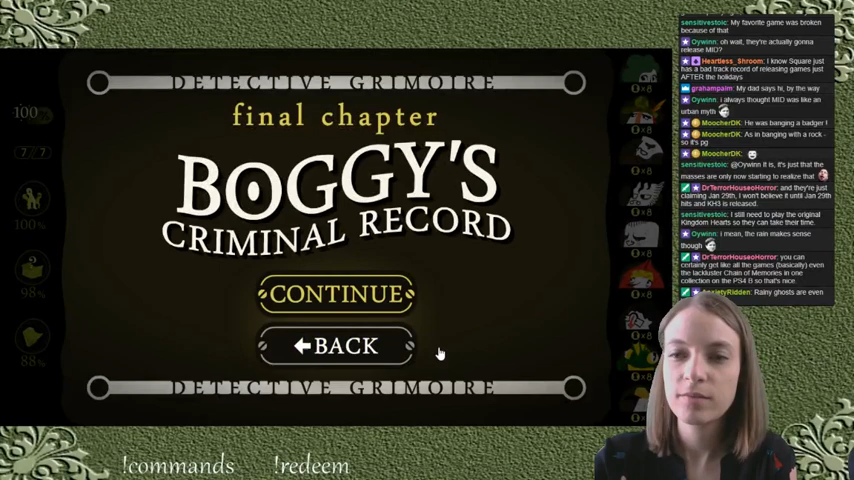 DETECTIVE GRIMOIRE
final chapter
BOGGY'S
CRIMINAL RECORD
CONTINUE
BACK
DETECTIVE GRIMOIRE
100%
7/7
100%
98%
88%
!commands !redeem
sensitivestoic: My favorite game was broken
because of that
Oywinn: oh wait, they're actually gonna
release MID?
Heartless_Shroom: I know Square just
has a bad track record of releasing games just
AFTER the holidays
grahampalm: My dad says hi, by the way
Oywinn: I always thought MID was like an
urban myth
MoocherDK: He was banging a badger !
MoocherDK: As in banging with a rock -
so it's pg
MoocherDK:
sensitivestoic: @Oywinn It is, it's just that the
masses are only now starting to realize that
DrTerrorHouseoHorror: and they're just
claiming Jan 29th, I won't believe it until Jan 29th
hits and KH3 is released.
sensitivestoic: I still need to play the original
Kingdom Hearts so they can take their time.
Oywinn: i mean, the rain makes sense
though
DrTerrorHouseoHorror: you can
certainly get like all the games (basically) even
the lackluster Chain of Memories in one
collection on the PS4 B so that's nice.
AnxietyRidden: Rainy ghosts are even